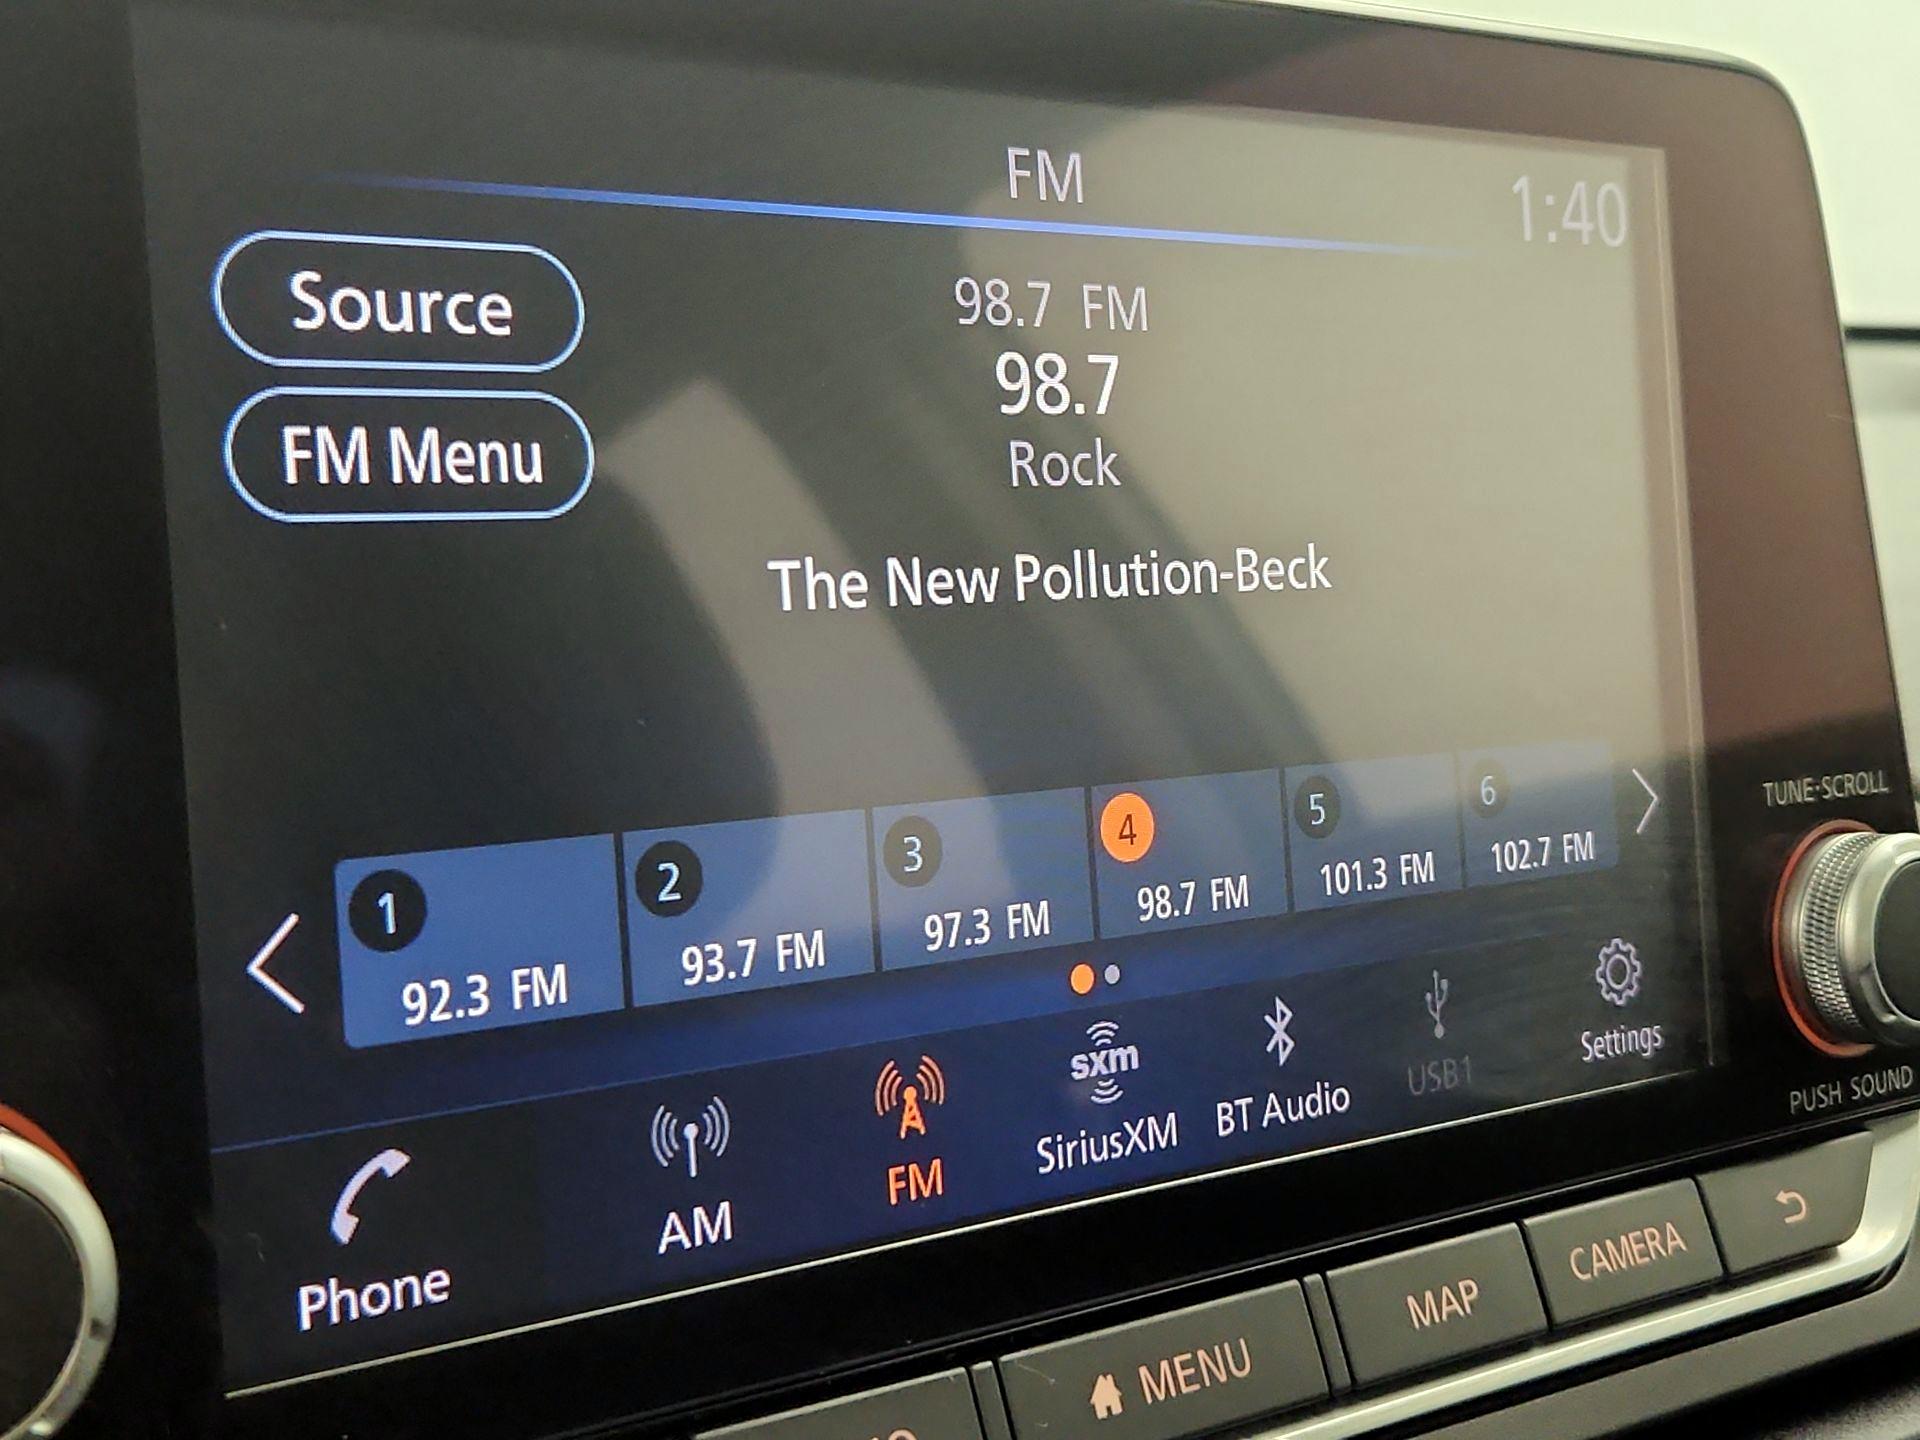 FM
1:40
Source
98.7 FM
98.7
FM Menu
Rock
The New Pollution-Beck
1
92.3 FM
2
93.7 FM
3
97.3 FM
4
98.7 FM
5
101.3 FM
6
102.7 FM
TUNE·SCROLL
PUSH SOUND
Phone
AM
FM
sxm
SiriusXM
BT Audio
USB1
Settings
MENU
MAP
CAMERA